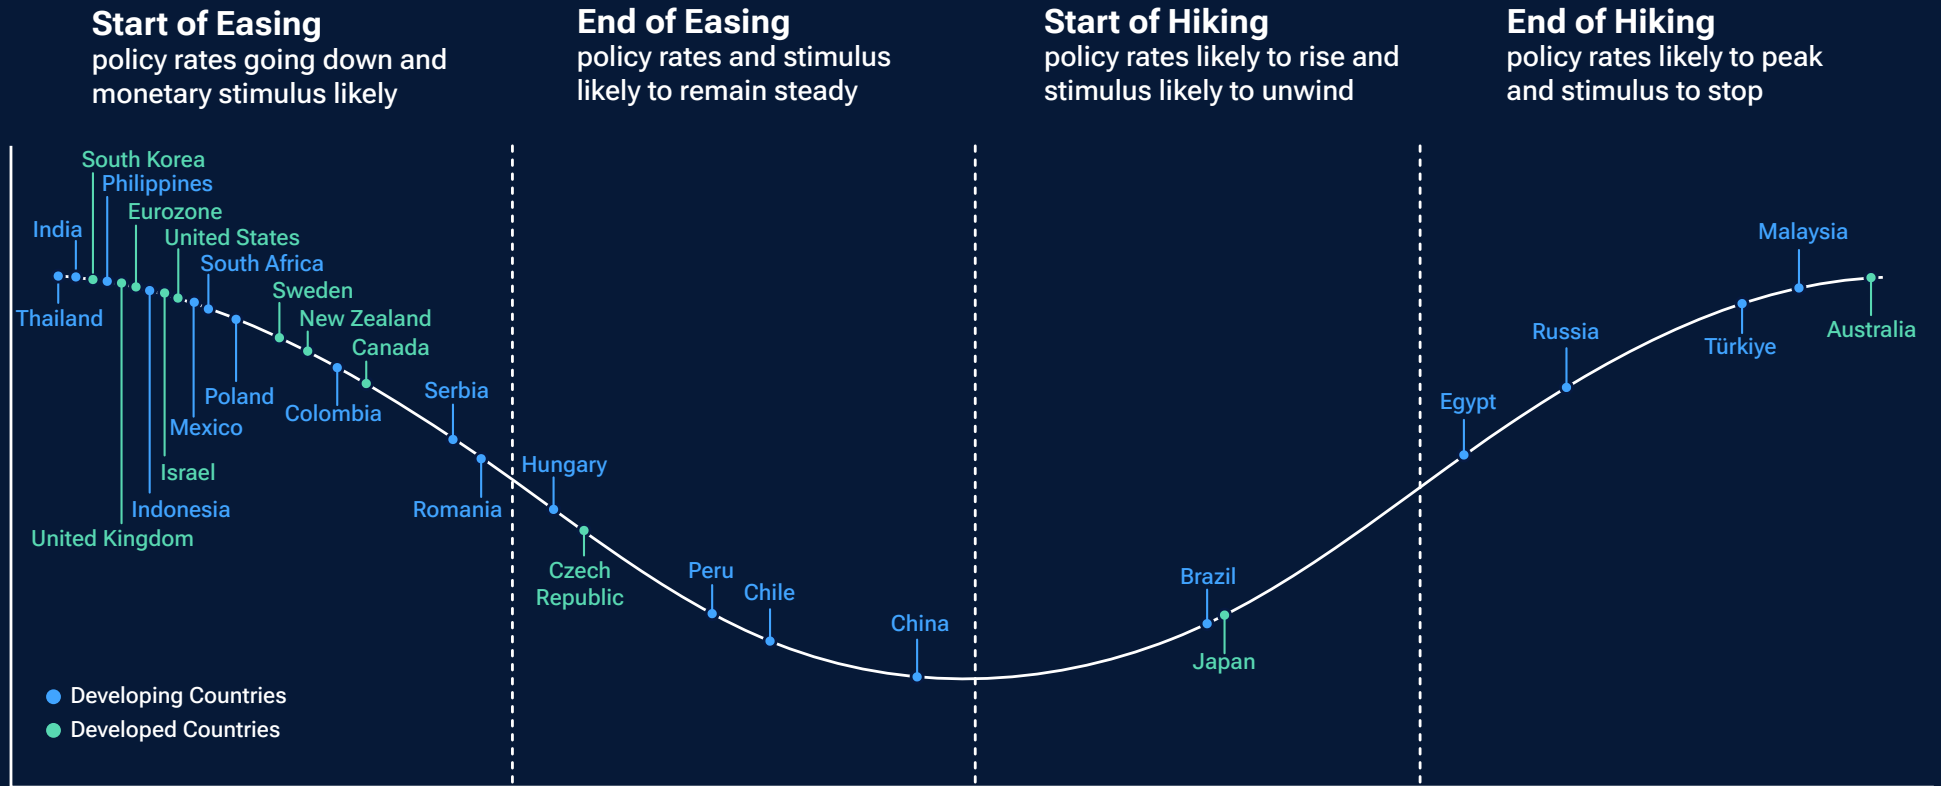 Start of Easing
policy rates going down and
monetary stimulus likely
End of Easing
policy rates and stimulus
likely to remain steady
Start of Hiking
policy rates likely to rise and
stimulus likely to unwind
End of Hiking
policy rates likely to peak
and stimulus to stop
South Korea
Philippines
Eurozone
India
United States
South Africa
Sweden
Thailand
New Zealand
Canada
Poland
Colombia
Mexico
Serbia
Israel
Indonesia
United Kingdom
Romania
Hungary
Czech
Republic
Peru
Chile
China
Brazil
Japan
Egypt
Russia
Türkiye
Malaysia
Australia
Developing Countries
Developed Countries